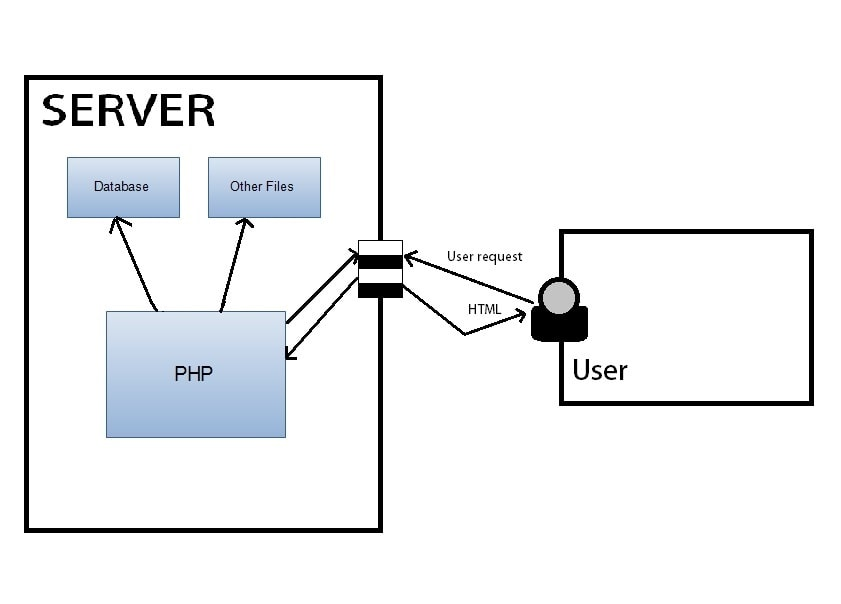 SERVER
Database
Other Files
User request
HTML
PHP
User